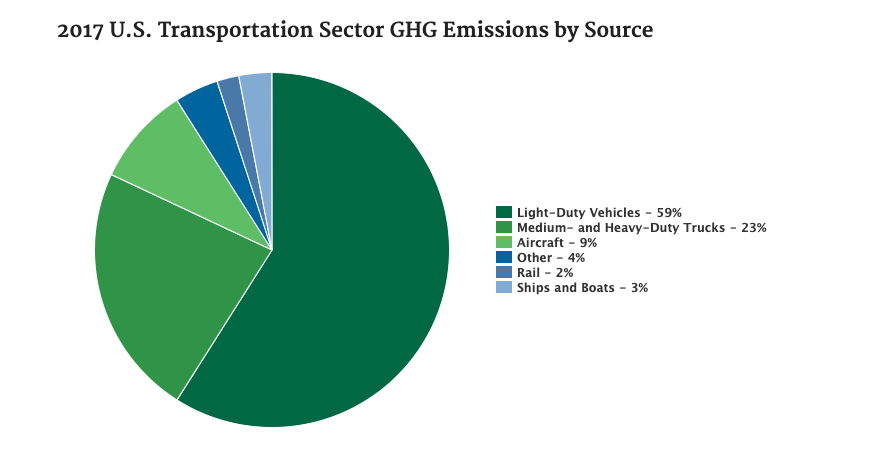 2017 U.S. Transportation Sector GHG Emissions by Source
Light-Duty Vehicles – 59%
Medium- and Heavy-Duty Trucks – 23%
Aircraft – 9%
Other – 4%
Rail – 2%
Ships and Boats – 3%